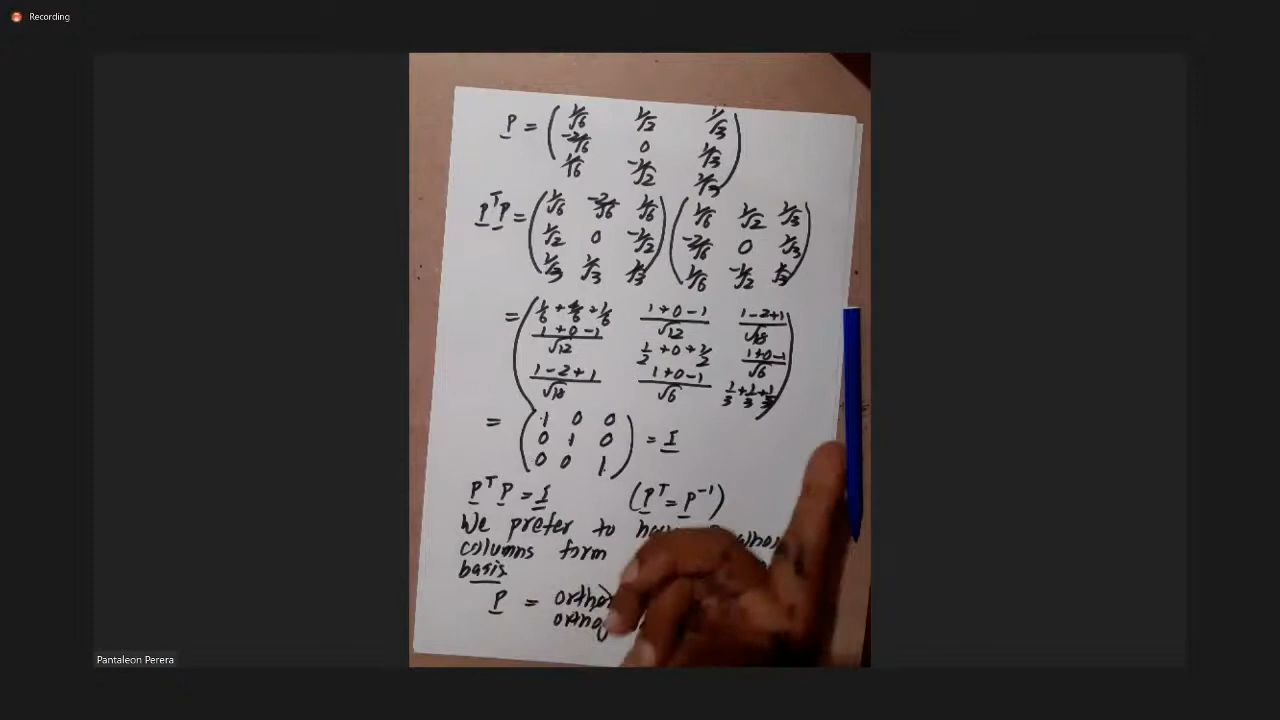 Recording
P = ( 1/√6 1/√2 1/√3
-2/√6 0 1/√3
1/√6 -1/√2 1/√3 )
PᵀP = ( 1/√6 -2/√6 1/√6 ) ( 1/√6 1/√2 1/√3 )
( 1/√2 0 -1/√2 ) ( -2/√6 0 1/√3 )
( 1/√3 1/√3 1/√3 ) ( 1/√6 -1/√2 1/√3 )
= ( 1/6 + 4/6 + 1/6 (1+0-1)/√12 (1-2+1)/√18
(1+0-1)/√12 1/2 + 0 + 1/2 (1+0-1)/√6
(1-2+1)/√18 (1+0-1)/√6 1/3 + 1/3 + 1/3 )
= ( 1 0 0
0 1 0 = I
0 0 1 )
PᵀP = I (Pᵀ = P⁻¹)
We prefer to
columns form
basis
P =
Pantaleon Perera